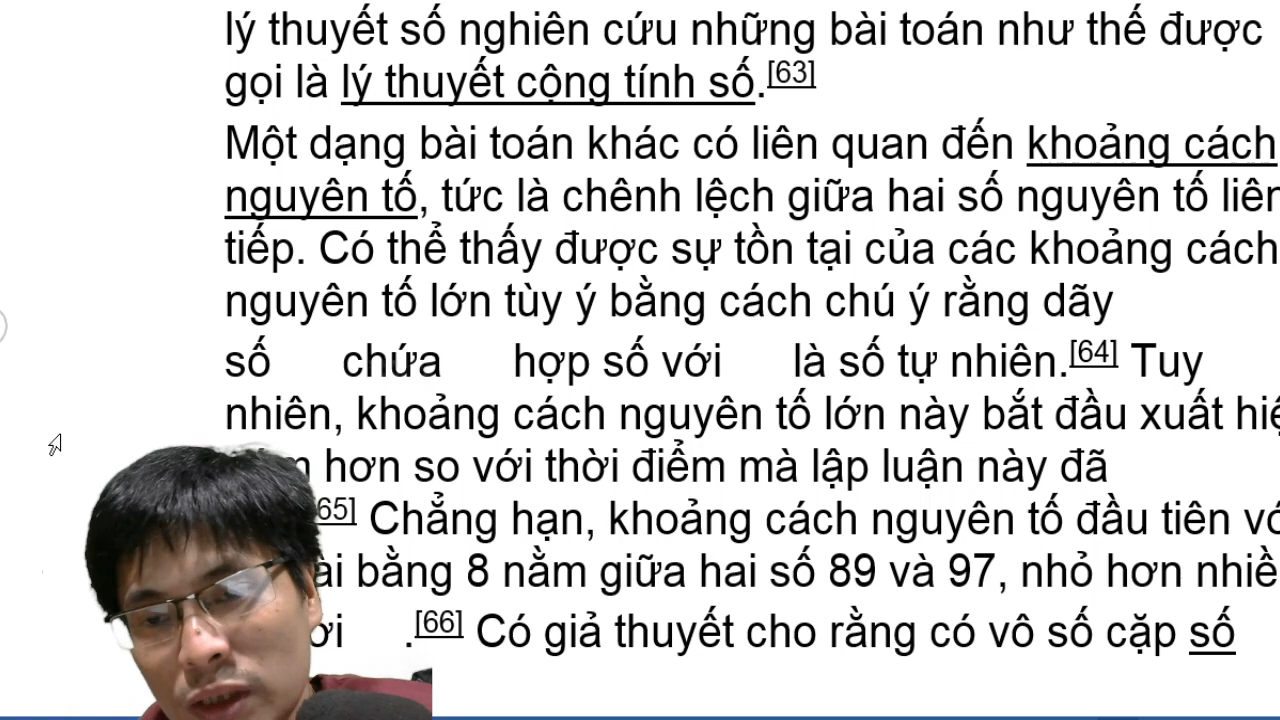 lý thuyết số nghiên cứu những bài toán như thế được
gọi là lý thuyết cộng tính số.[63]
Một dạng bài toán khác có liên quan đến khoảng cách
nguyên tố, tức là chênh lệch giữa hai số nguyên tố liên
tiếp. Có thể thấy được sự tồn tại của các khoảng cách
nguyên tố lớn tùy ý bằng cách chú ý rằng dãy
số chứa hợp số với là số tự nhiên.[64] Tuy
nhiên, khoảng cách nguyên tố lớn này bắt đầu xuất
hơn so với thời điểm mà lập luận này đã
65] Chẳng hạn, khoảng cách nguyên tố đầu tiên
bằng 8 nằm giữa hai số 89 và 97, nhỏ hơn
.[66] Có giả thuyết cho rằng có vô số cặp số